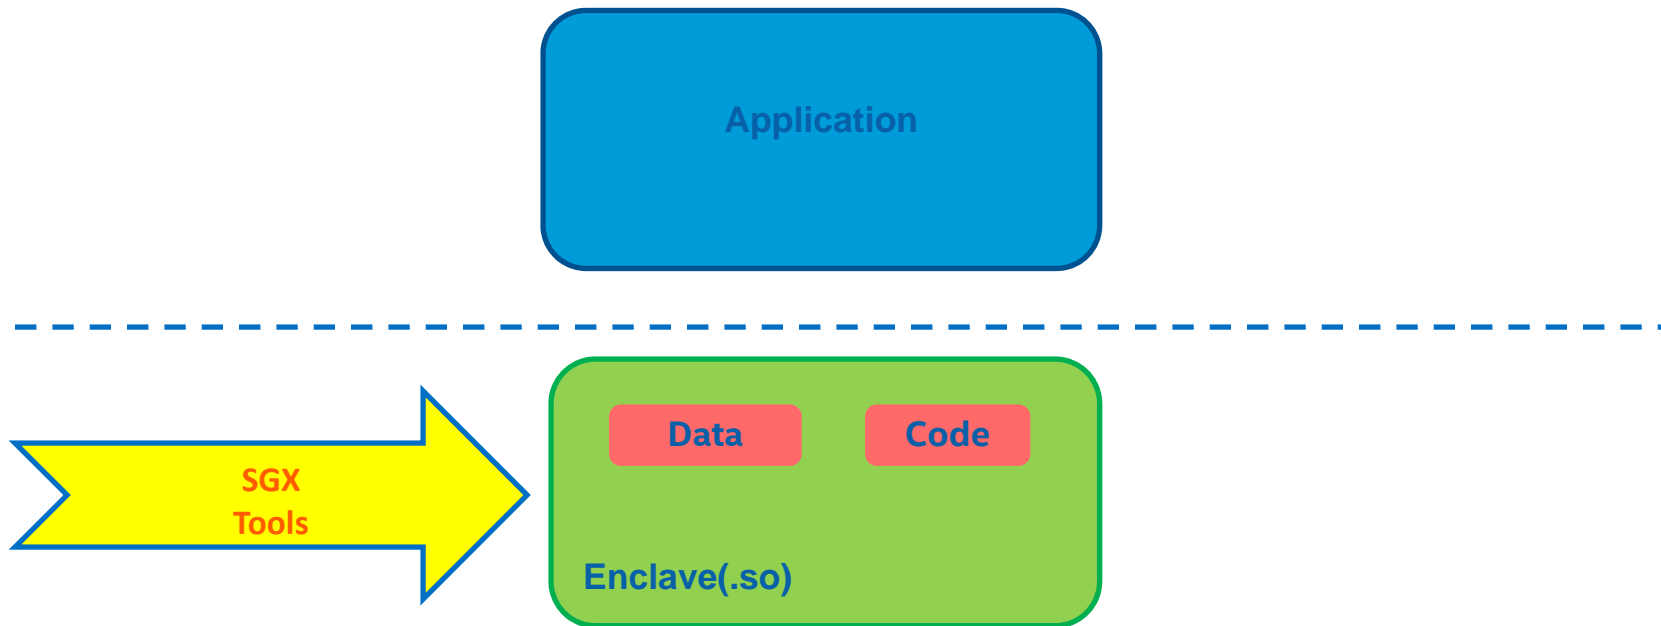 Application
Data
Code
SGX
Tools
Enclave(.so)